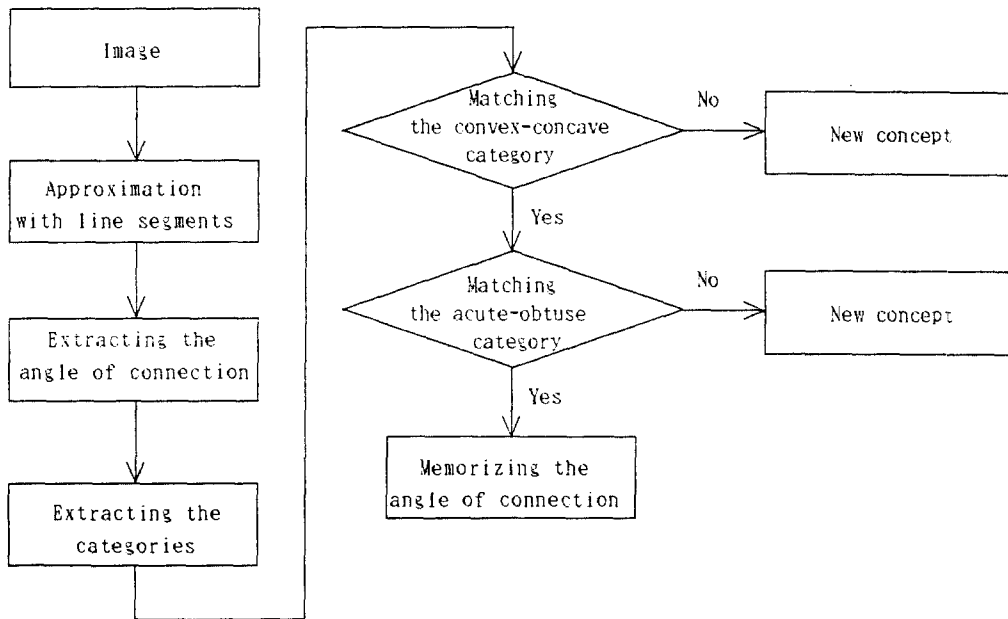 Image
Approximation
with line segments
Extracting the
angle of connection
Extracting the
categories
Matching
the convex-concave
category
No
New concept
Yes
Matching
the acute-obtuse
category
No
New concept
Yes
Memorizing the
angle of connection